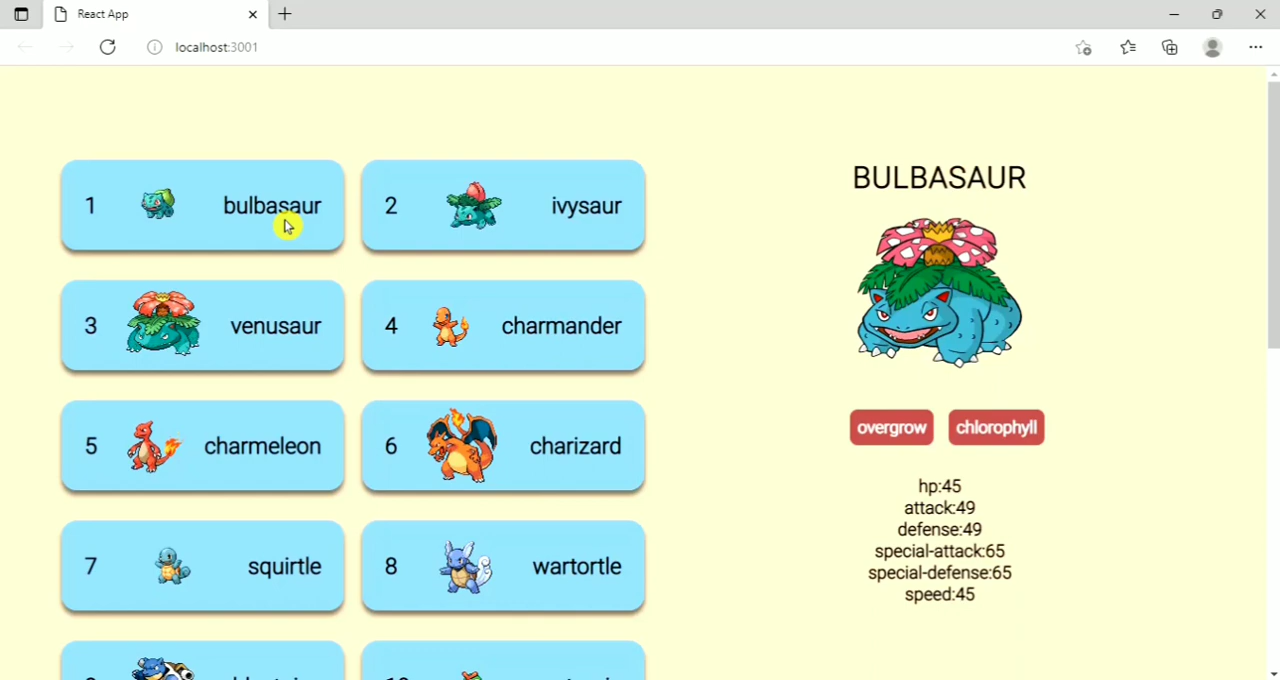 React App
localhost:3001
1 bulbasaur
2 ivysaur
3 venusaur
4 charmander
5 charmeleon
6 charizard
7 squirtle
8 wartortle
BULBASAUR
overgrow chlorophyll
hp:45
attack:49
defense:49
special-attack:65
special-defense:65
speed:45